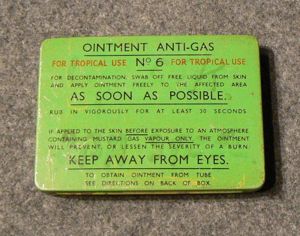 OINTMENT ANTI-GAS
FOR TROPICAL USE Nº 6 FOR TROPICAL USE
FOR DECONTAMINATION, SWAB OFF FREE LIQUID FROM SKIN
AND APPLY OINTMENT FREELY TO THE AFFECTED AREA
AS SOON AS POSSIBLE.
RUB IN VIGOROUSLY FOR AT LEAST 30 SECONDS
IF APPLIED TO THE SKIN BEFORE EXPOSURE TO AN ATMOSPHERE
CONTAINING MUSTARD GAS VAPOUR ONLY, THE OINTMENT
WILL PREVENT, OR LESSEN THE SEVERITY OF A BURN.
KEEP AWAY FROM EYES.
TO OBTAIN OINTMENT FROM TUBE
SEE DIRECTIONS ON BACK OF BOX